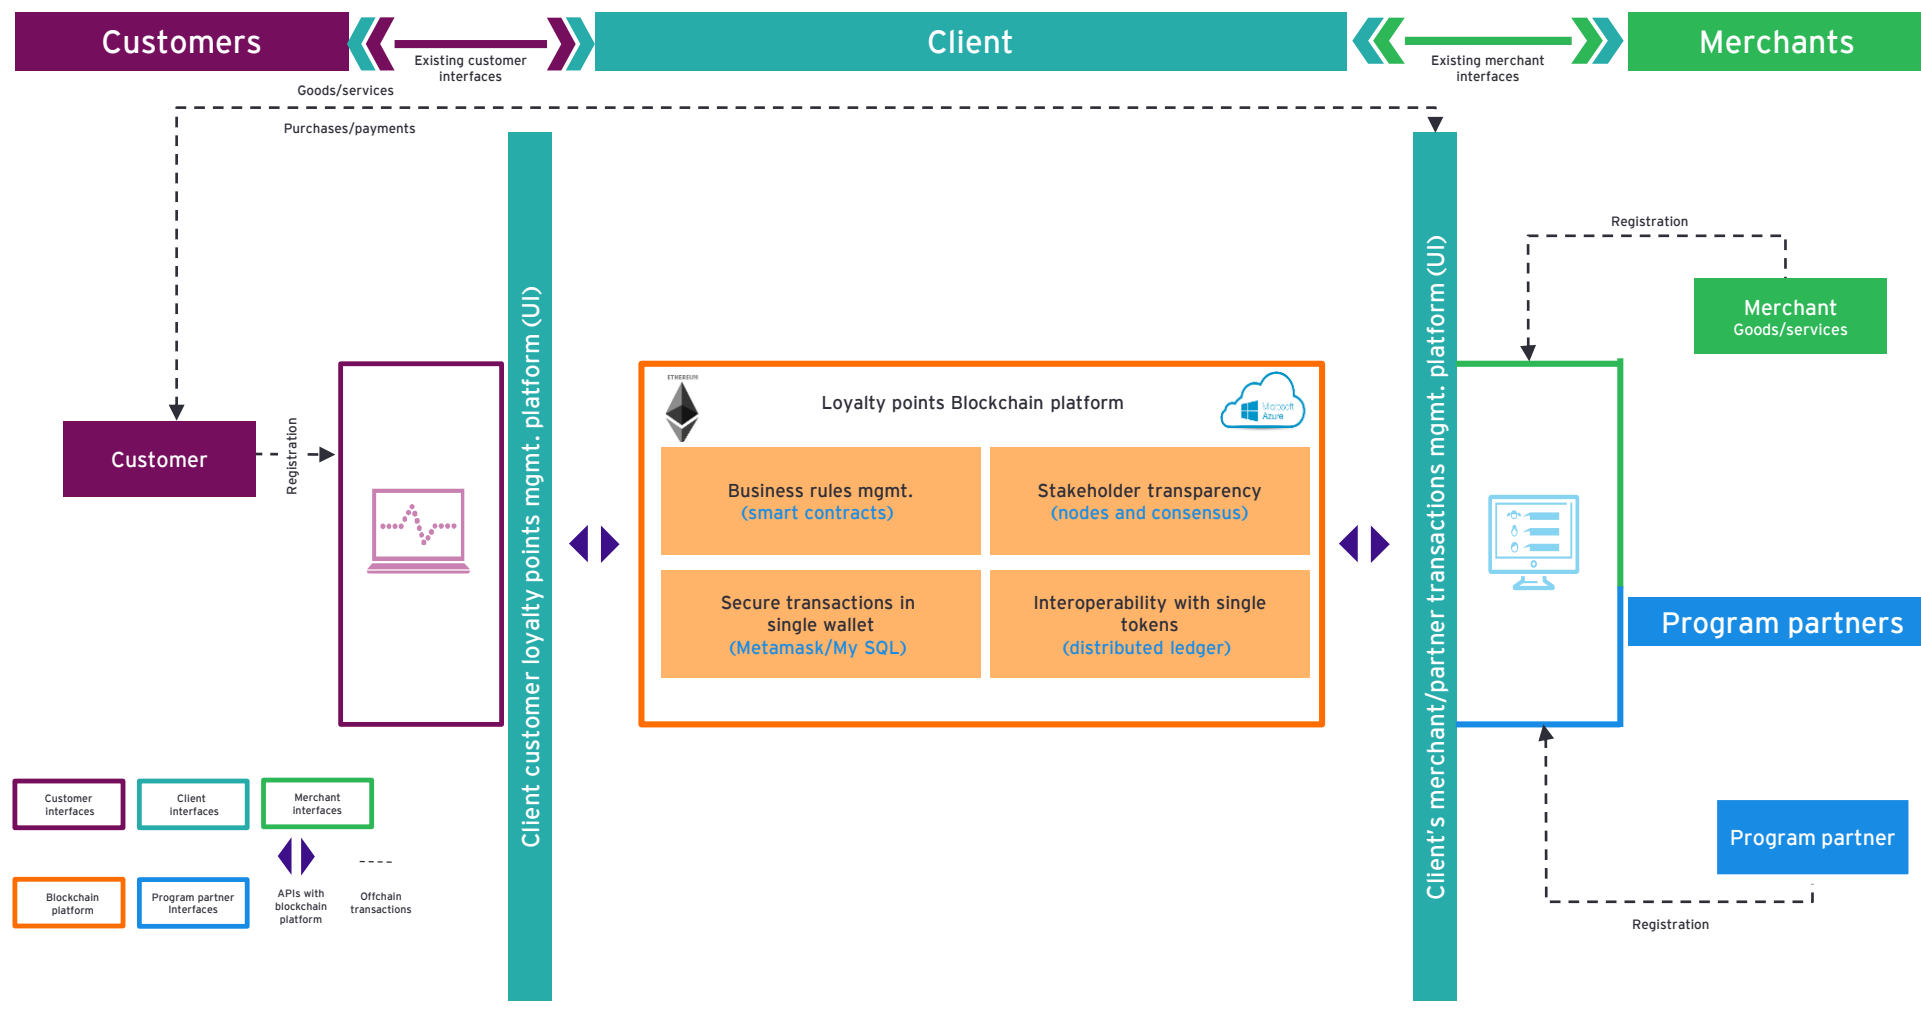 Customers
Existing customer
interfaces
Client
Existing merchant
interfaces
Merchants
Goods/services
Purchases/payments
Client customer loyalty points mgmt. platform (UI)
Client's merchant/partner transactions mgmt. platform (UI)
Registration
Merchant
Goods/services
Customer
Registration
ETHEREUM
Loyalty points Blockchain platform
Microsoft
Azure
Business rules mgmt.
(smart contracts)
Stakeholder transparency
(nodes and consensus)
Secure transactions in
single wallet
(Metamask/My SQL)
Interoperability with single
tokens
(distributed ledger)
Program partners
Program partner
Registration
Customer
interfaces
Client
interfaces
Merchant
interfaces
Blockchain
platform
Program partner
Interfaces
APIs with
blockchain
platform
Offchain
transactions